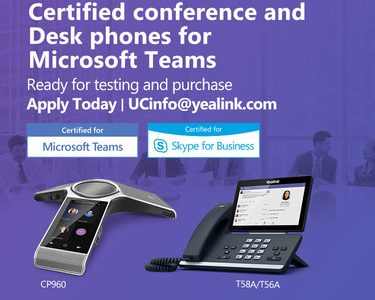 Certified conference and
Desk phones for
Microsoft Teams
Ready for testing and purchase
Apply Today | UCinfo@yealink.com
Certified for
Microsoft Teams
Certified for
Skype for Business
Yealink
CP960
T58A/T56A